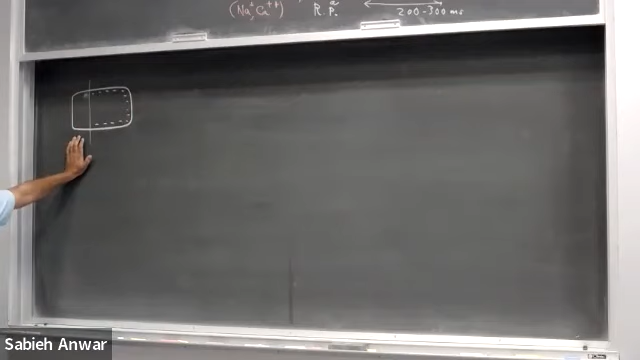 (Na⁺, Ca⁺⁺)
R.P.
200-300 ms
Sabieh Anwar